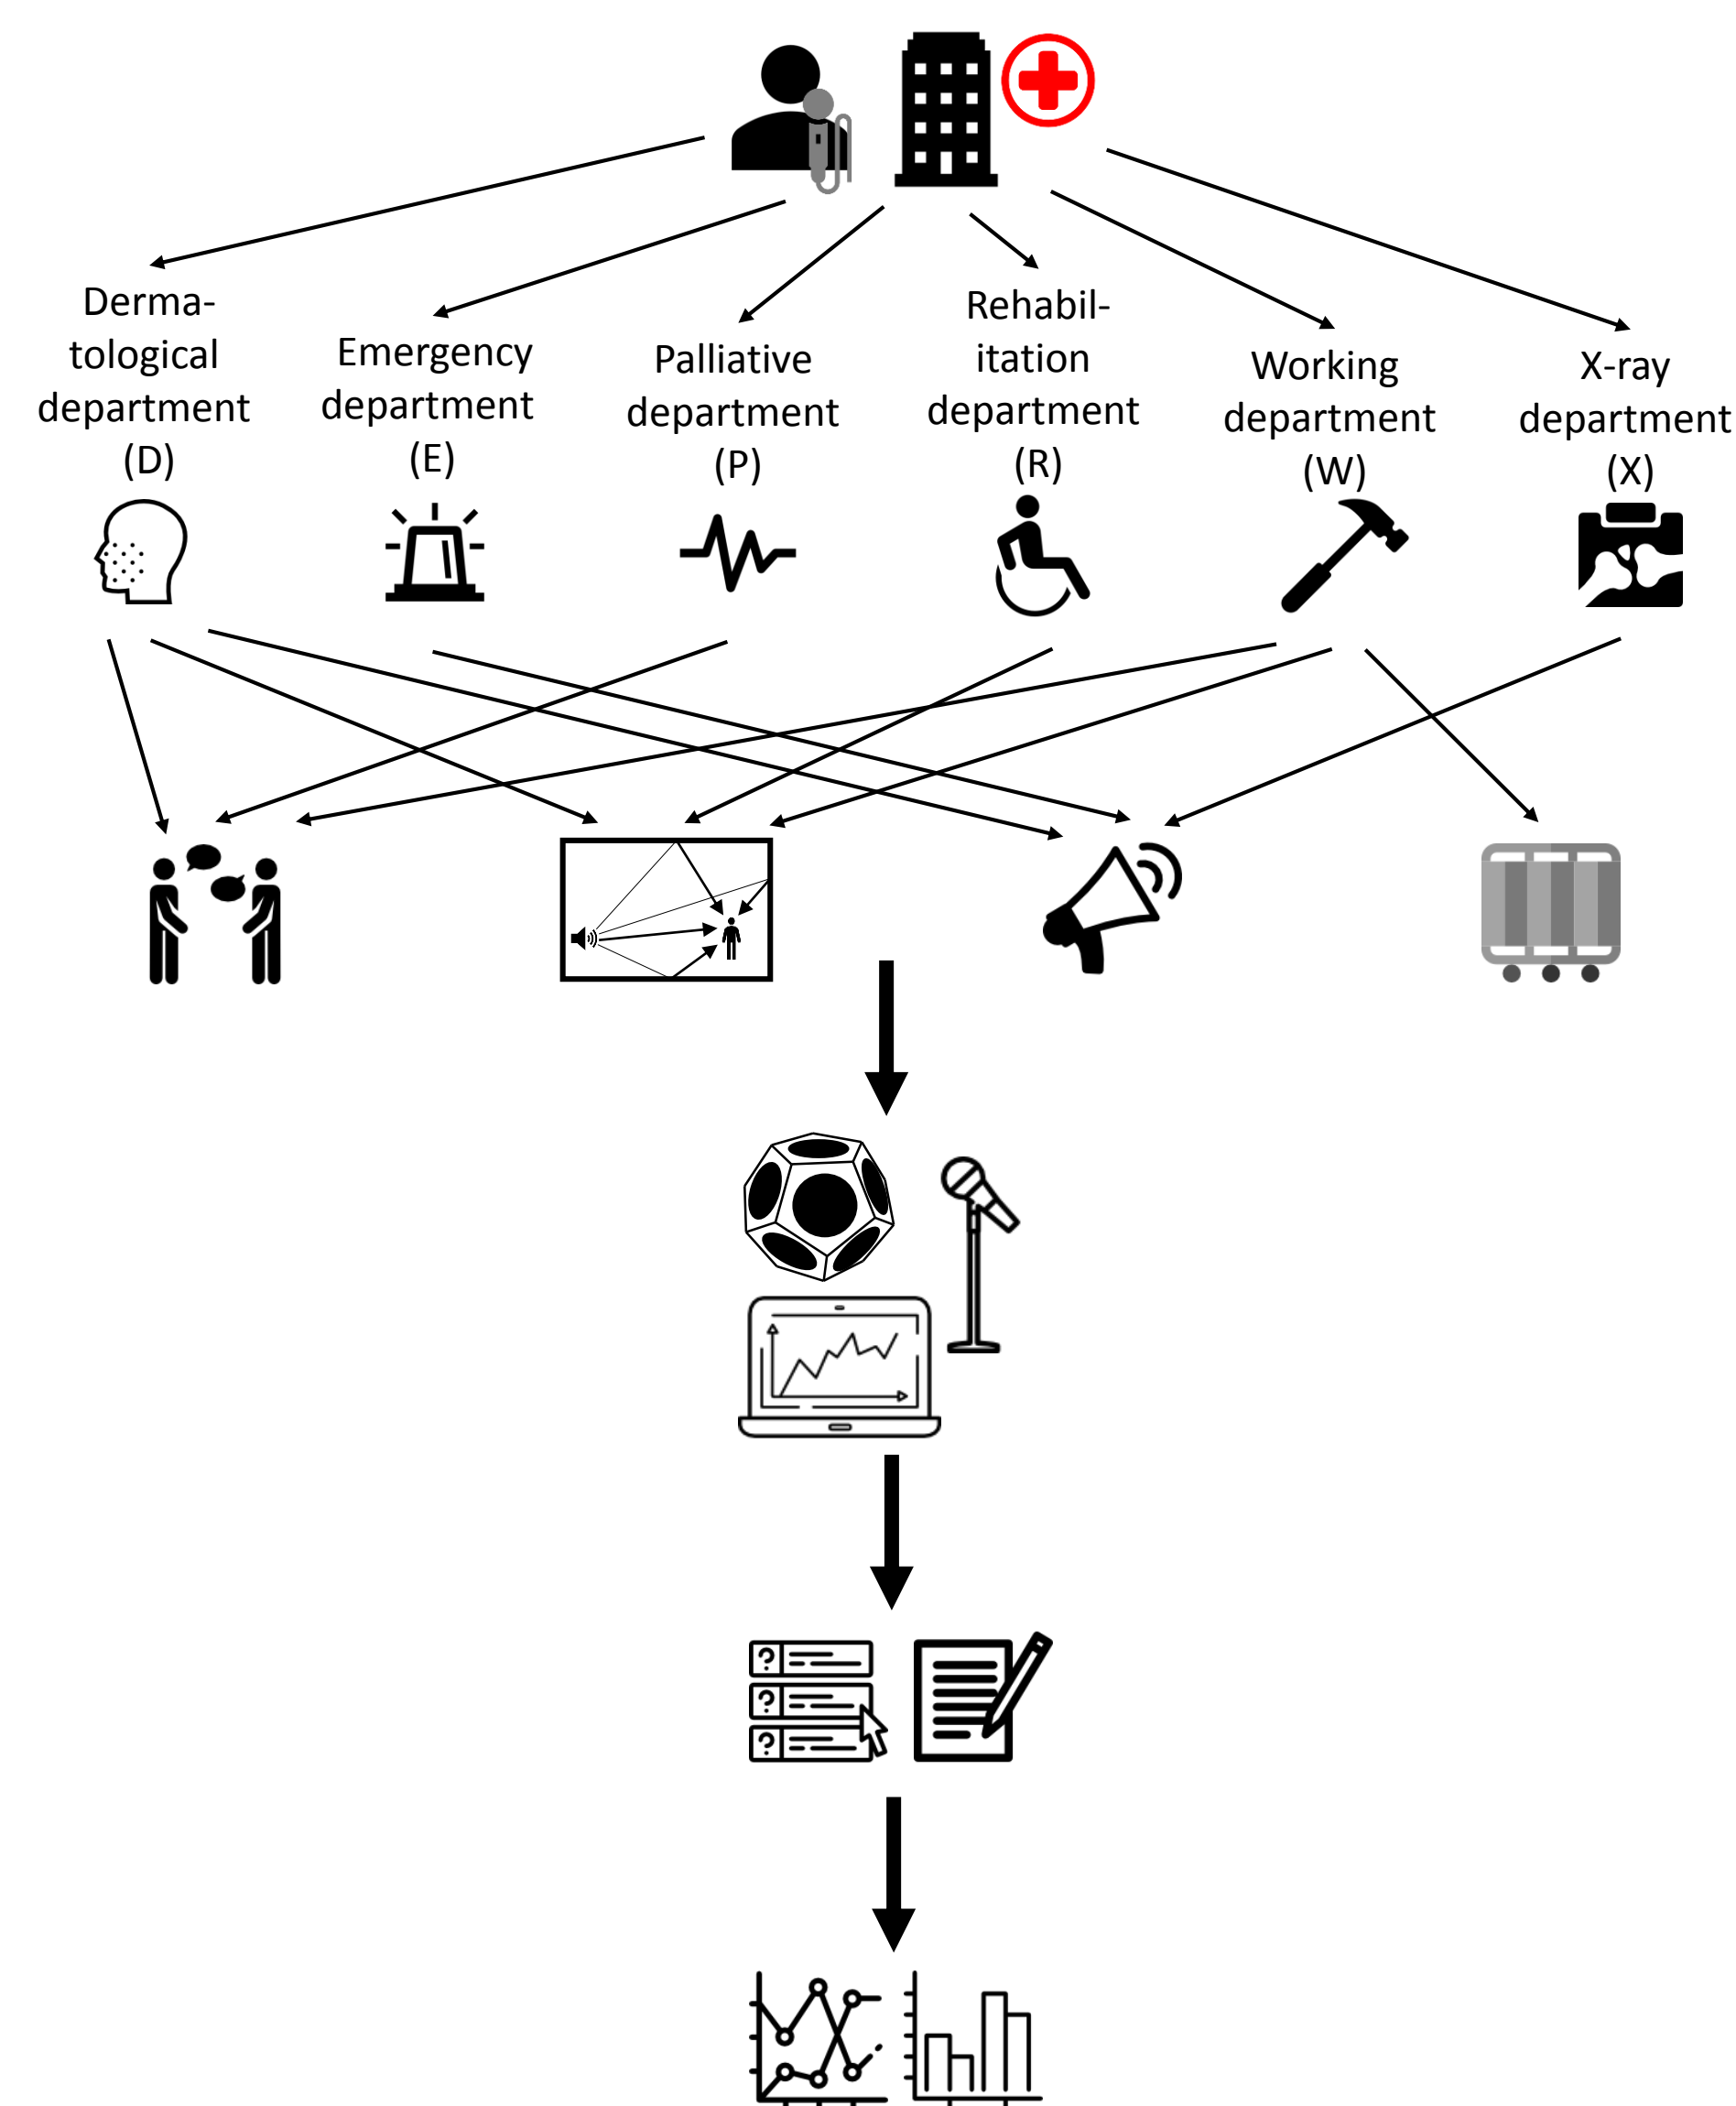 Derma-
tological
department
(D)
Emergency
department
(E)
Palliative
department
(P)
Rehabil-
itation
department
(R)
Working
department
(W)
X-ray
department
(X)
?
?
?